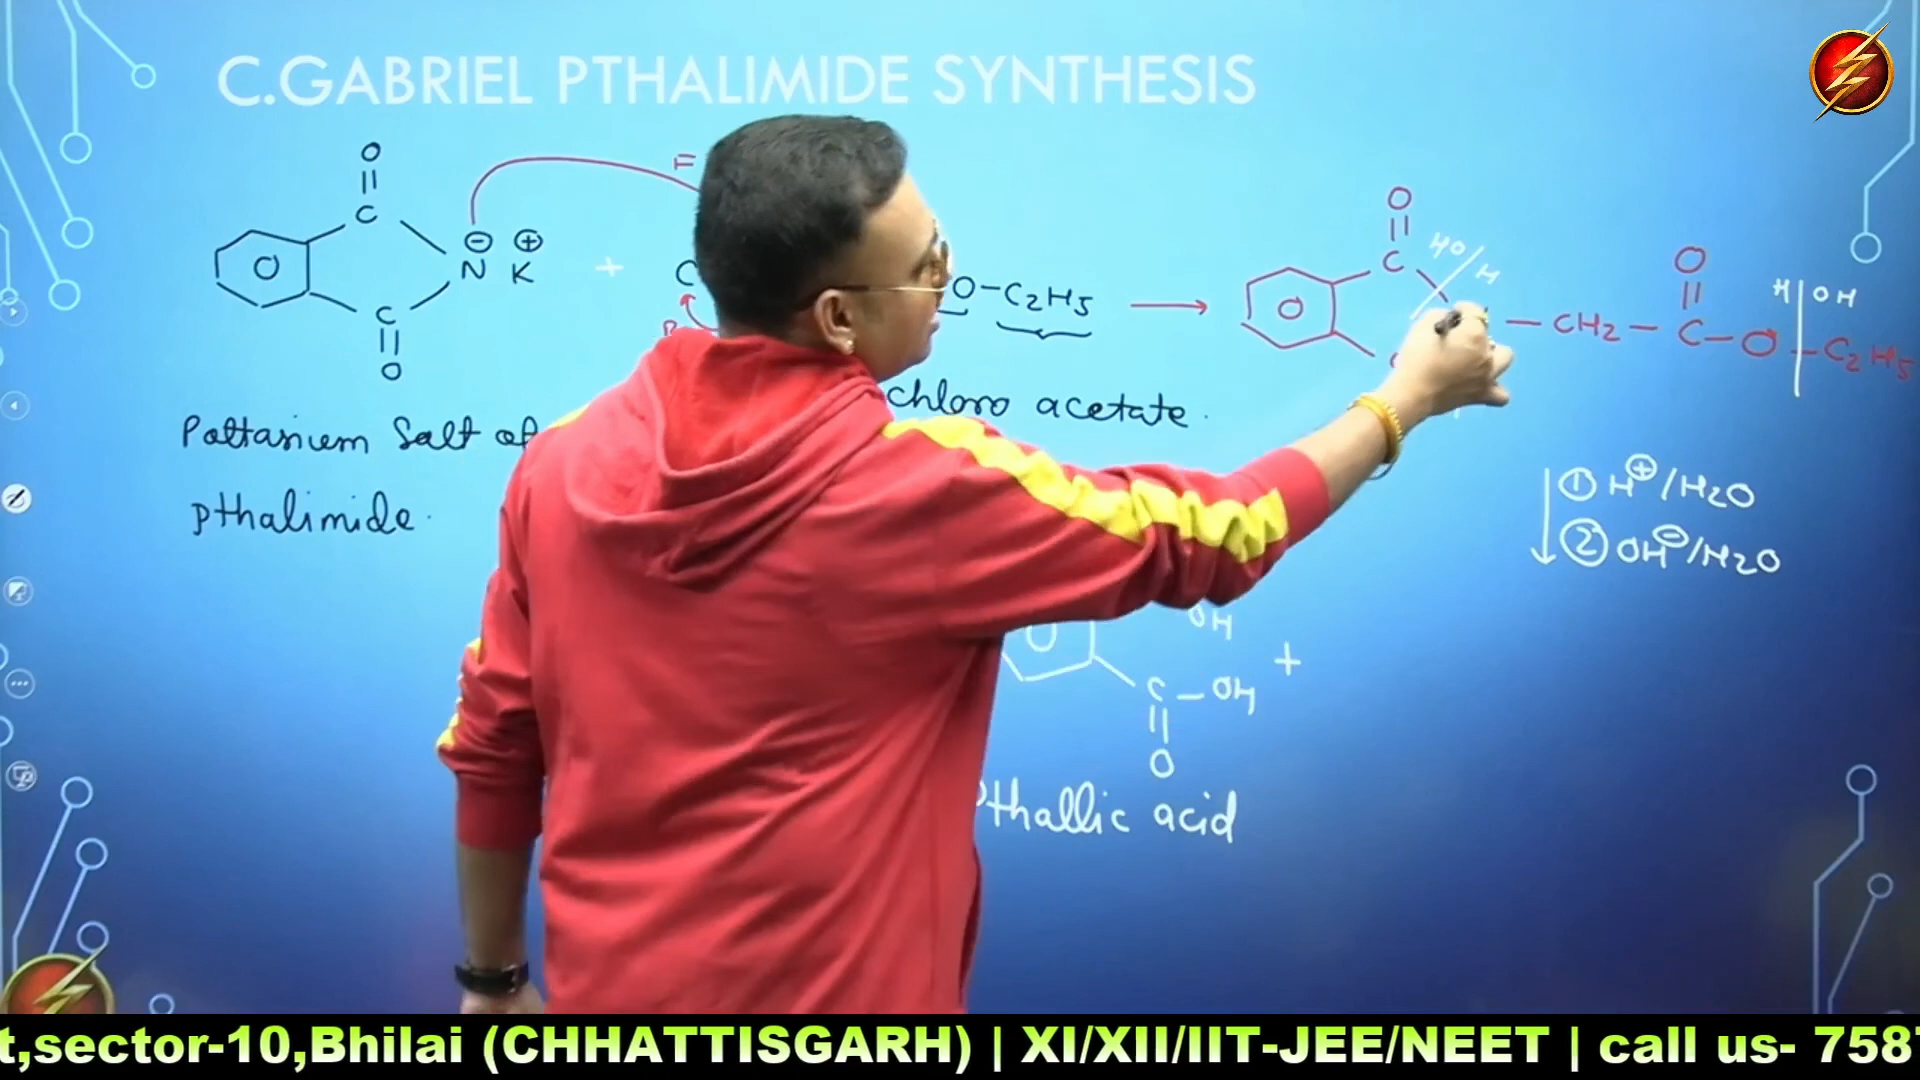 C.GABRIEL PTHALIMIDE SYNTHESIS
O
||
C
O
N⊖ K⊕
C
||
O
+
C
O-C2H5
→
O
||
C
HO/H
O
- CH2 - C - O - C2H5
||
O
H|OH
chloro acetate.
Pottasium Salt of
pthalimide.
① H⊕/H2O
② OH⊖/H2O
OH
+
C - OH
||
O
thallic acid
t,sector-10,Bhilai (CHHATTISGARH) | XI/XII/IIT-JEE/NEET | call us- 758